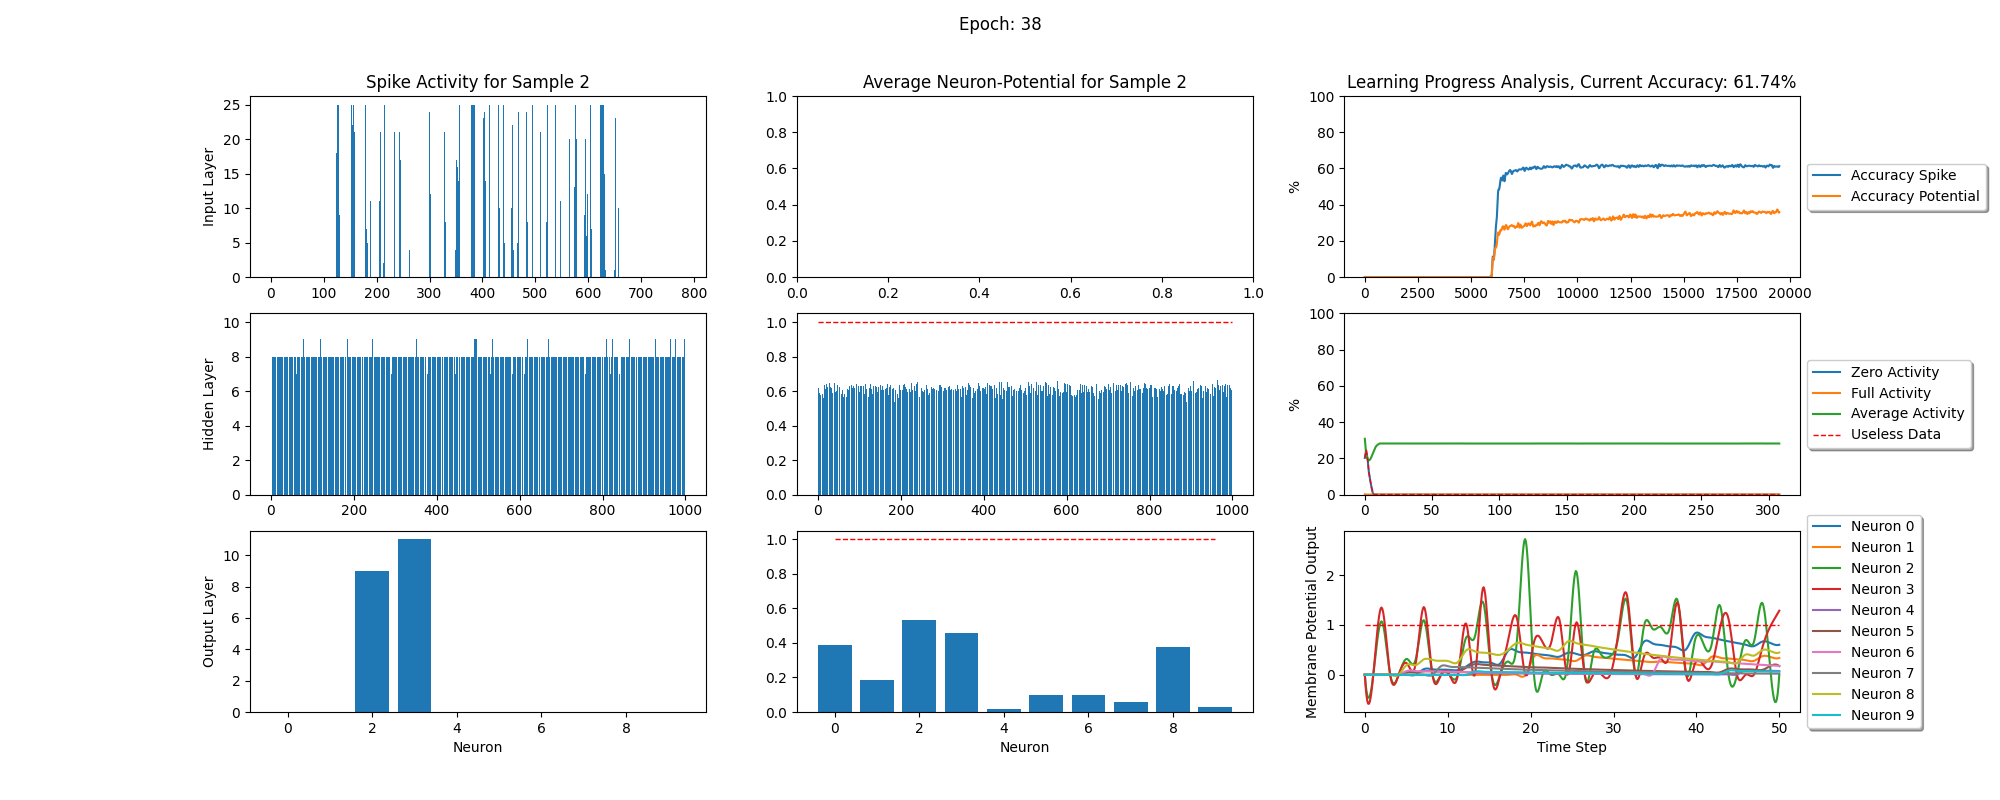 Epoch: 38
Spike Activity for Sample 2
Average Neuron-Potential for Sample 2
Learning Progress Analysis, Current Accuracy: 61.74%
Input Layer
25
20
15
10
5
0
0 100 200 300 400 500 600 700 800
1.0
0.8
0.6
0.4
0.2
0.0
0.0 0.2 0.4 0.6 0.8 1.0
%
100
80
60
40
20
0
0 2500 5000 7500 10000 12500 15000 17500 20000
Accuracy Spike
Accuracy Potential
Hidden Layer
10
8
6
4
2
0
0 200 400 600 800 1000
1.0
0.8
0.6
0.4
0.2
0.0
0 200 400 600 800 1000
%
100
80
60
40
20
0
0 50 100 150 200 250 300
Zero Activity
Full Activity
Average Activity
Useless Data
Output Layer
10
8
6
4
2
0
0 2 4 6 8
Neuron
1.0
0.8
0.6
0.4
0.2
0.0
0 2 4 6 8
Neuron
Membrane Potential Output
2
1
0
0 10 20 30 40 50
Time Step
Neuron 0
Neuron 1
Neuron 2
Neuron 3
Neuron 4
Neuron 5
Neuron 6
Neuron 7
Neuron 8
Neuron 9